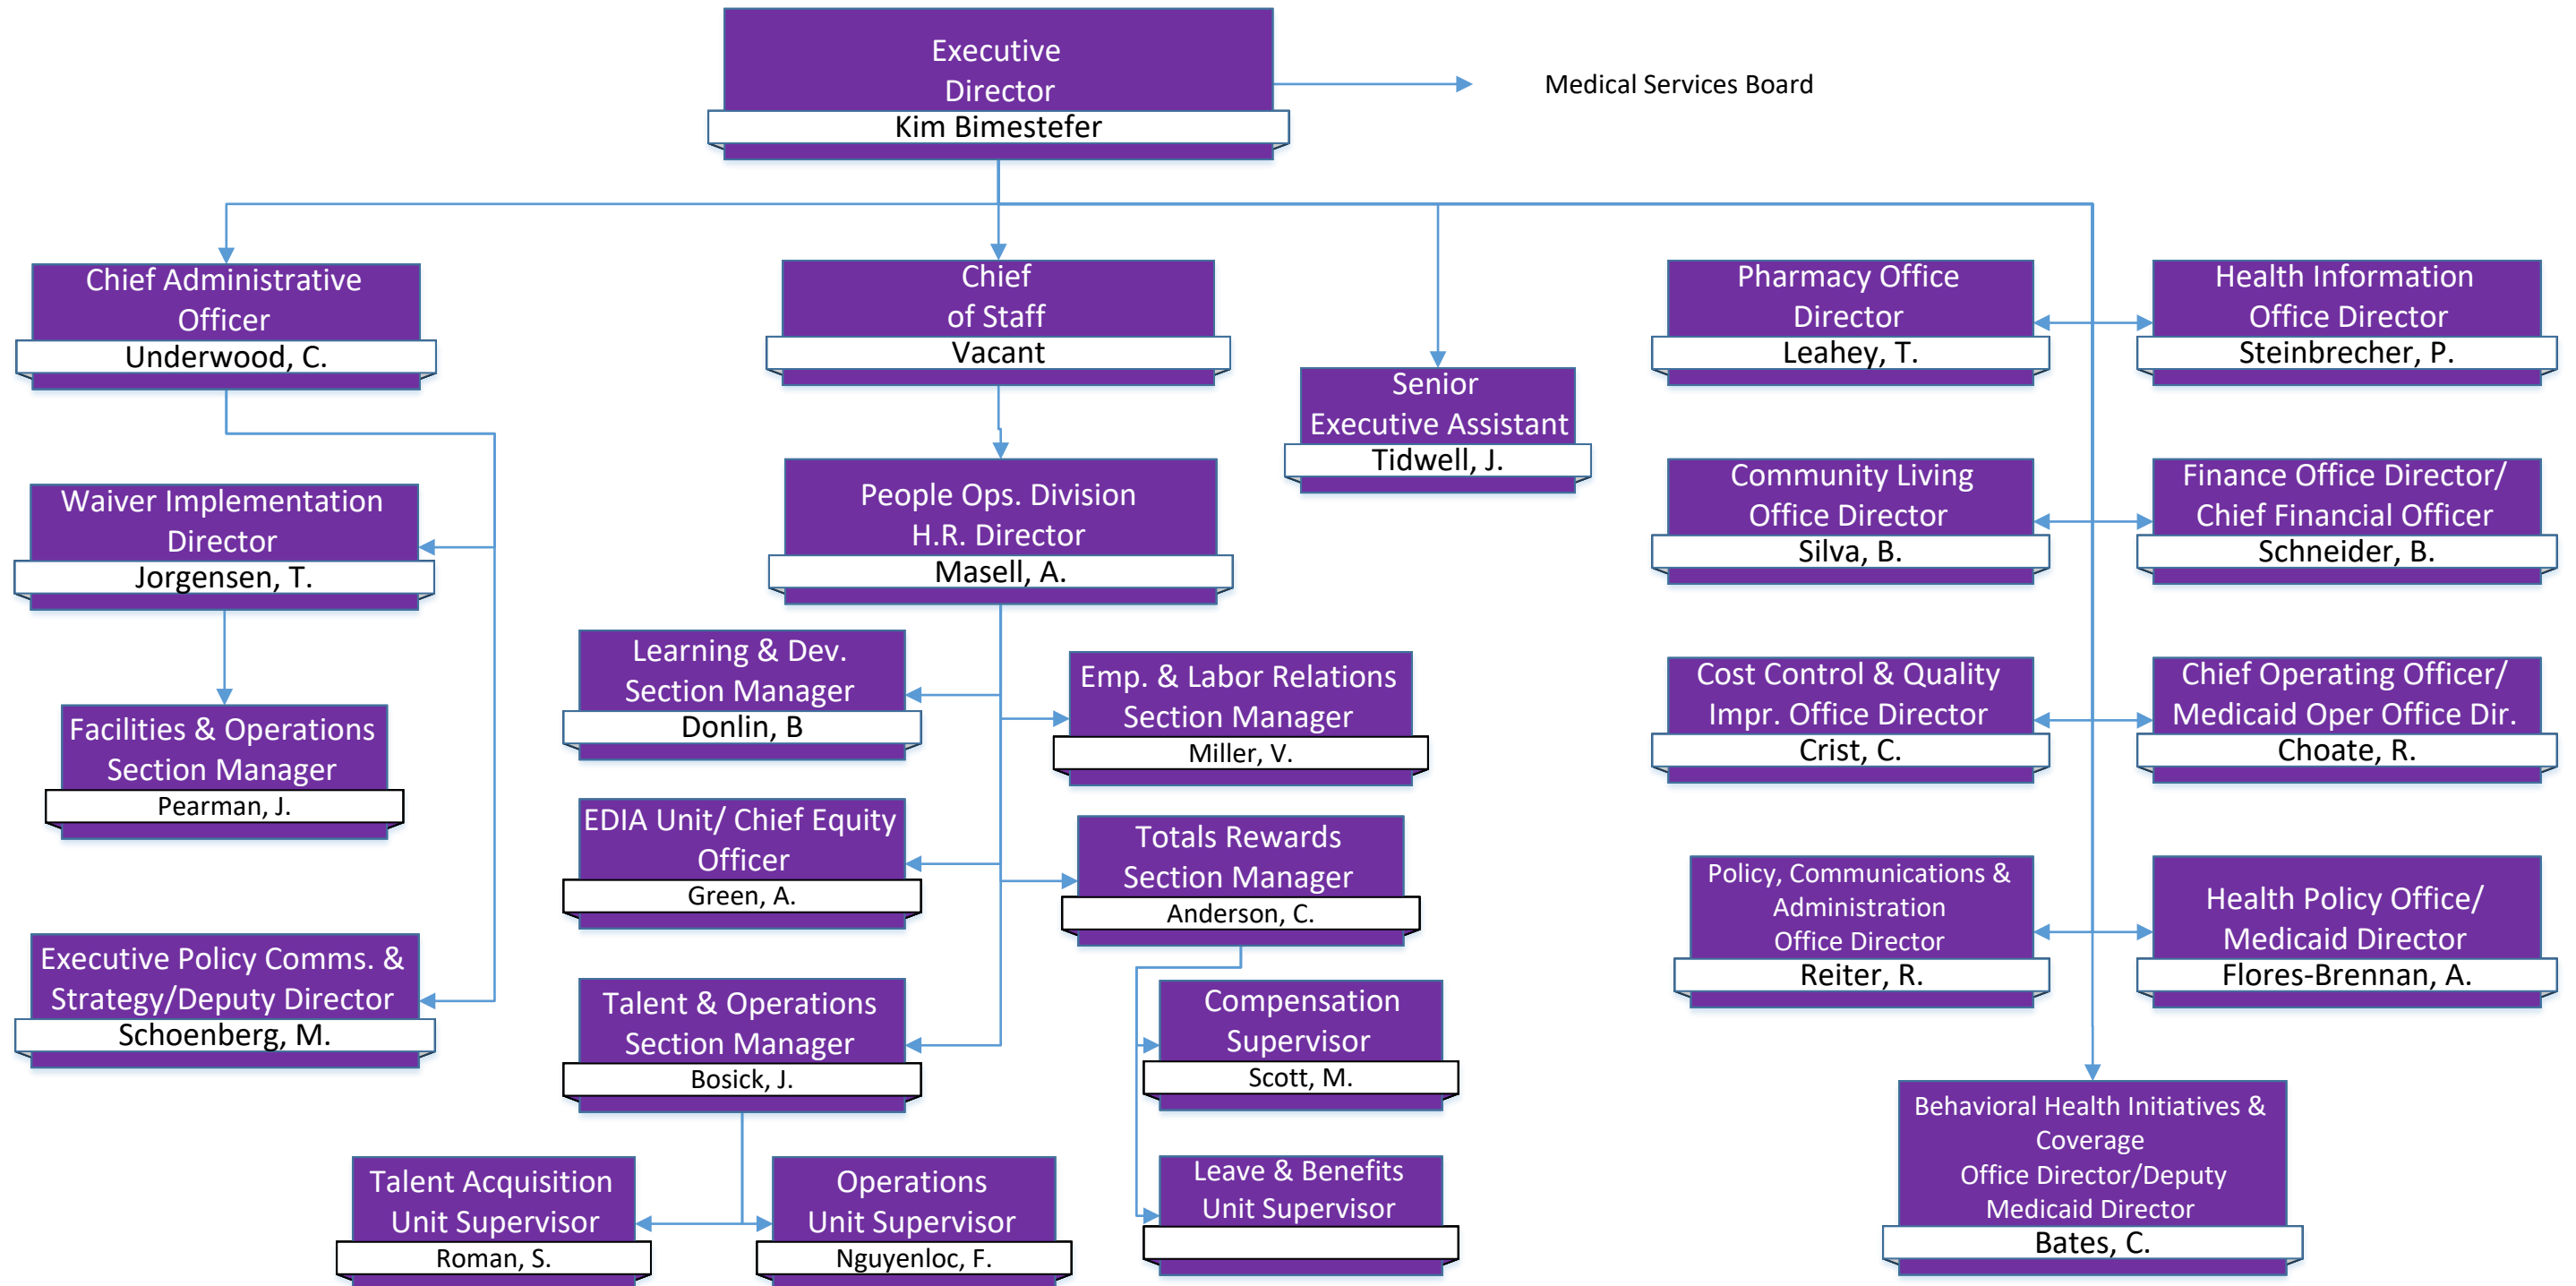 Executive
Director
Kim Bimestefer
Medical Services Board
Chief Administrative
Officer
Underwood, C.
Chief
of Staff
Vacant
Senior
Executive Assistant
Tidwell, J.
Pharmacy Office
Director
Leahey, T.
Health Information
Office Director
Steinbrecher, P.
Waiver Implementation
Director
Jorgensen, T.
People Ops. Division
H.R. Director
Masell, A.
Community Living
Office Director
Silva, B.
Finance Office Director/
Chief Financial Officer
Schneider, B.
Facilities & Operations
Section Manager
Pearman, J.
Learning & Dev.
Section Manager
Donlin, B
Emp. & Labor Relations
Section Manager
Miller, V.
Cost Control & Quality
Impr. Office Director
Crist, C.
Chief Operating Officer/
Medicaid Oper Office Dir.
Choate, R.
EDIA Unit/ Chief Equity
Officer
Green, A.
Totals Rewards
Section Manager
Anderson, C.
Policy, Communications &
Administration
Office Director
Reiter, R.
Health Policy Office/
Medicaid Director
Flores-Brennan, A.
Executive Policy Comms. &
Strategy/Deputy Director
Schoenberg, M.
Talent & Operations
Section Manager
Bosick, J.
Compensation
Supervisor
Scott, M.
Behavioral Health Initiatives &
Coverage
Office Director/Deputy
Medicaid Director
Bates, C.
Talent Acquisition
Unit Supervisor
Roman, S.
Operations
Unit Supervisor
Nguyenloc, F.
Leave & Benefits
Unit Supervisor